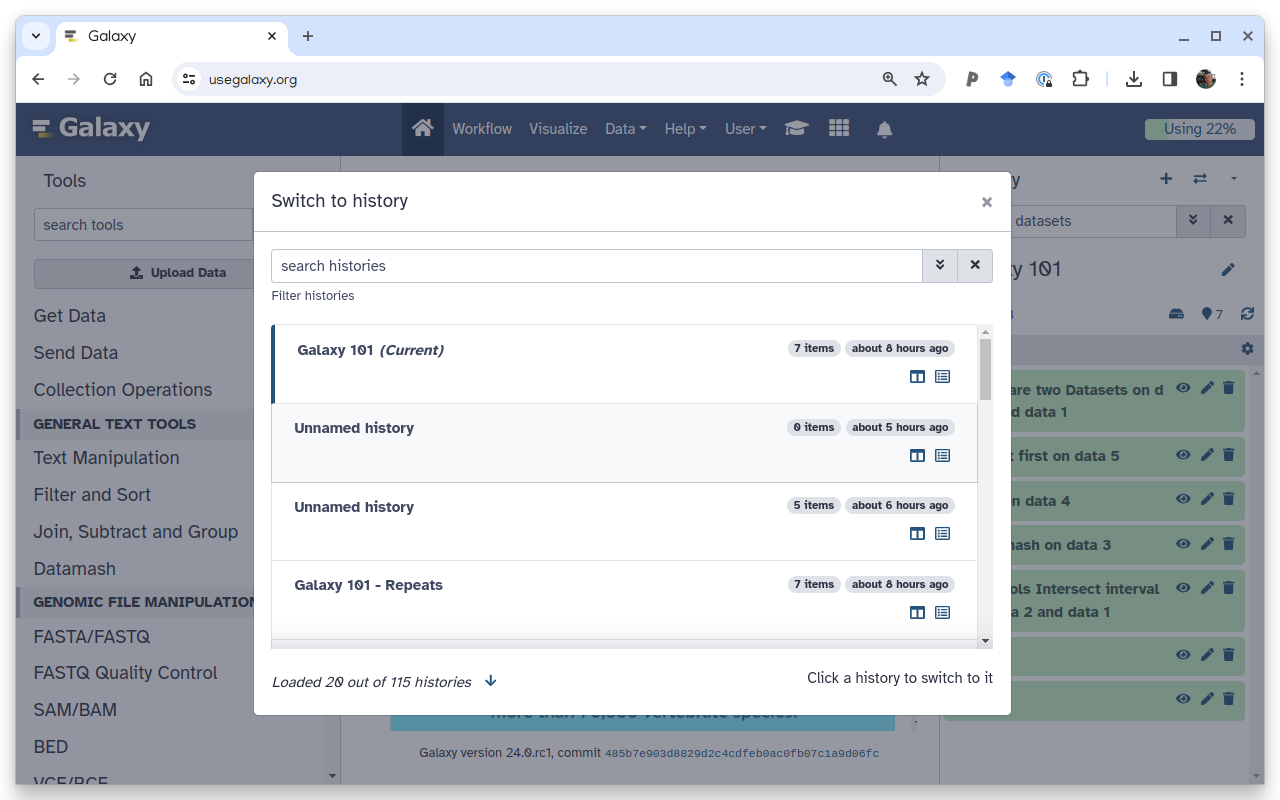 Galaxy
usegalaxy.org
Galaxy
Workflow Visualize Data Help User
Using 22%
Tools
search tools
Upload Data
Get Data
Send Data
Collection Operations
GENERAL TEXT TOOLS
Text Manipulation
Filter and Sort
Join, Subtract and Group
Datamash
GENOMIC FILE MANIPULATION
FASTA/FASTQ
FASTQ Quality Control
SAM/BAM
BED
Switch to history
search histories
Filter histories
Galaxy 101 (Current)
7 items about 8 hours ago
Unnamed history
0 items about 5 hours ago
Unnamed history
5 items about 6 hours ago
Galaxy 101 - Repeats
7 items about 8 hours ago
Loaded 20 out of 115 histories
Click a history to switch to it
more than 70,000 vertebrate species.
Galaxy version 24.0.rc1, commit 485b7e903d8829d2c4cdfeb0ac0fb07c1a9d06fc
y
datasets
y 101
7
are two Datasets on d
d data 1
t first on data 5
n data 4
ash on data 3
ols Intersect interval
a 2 and data 1